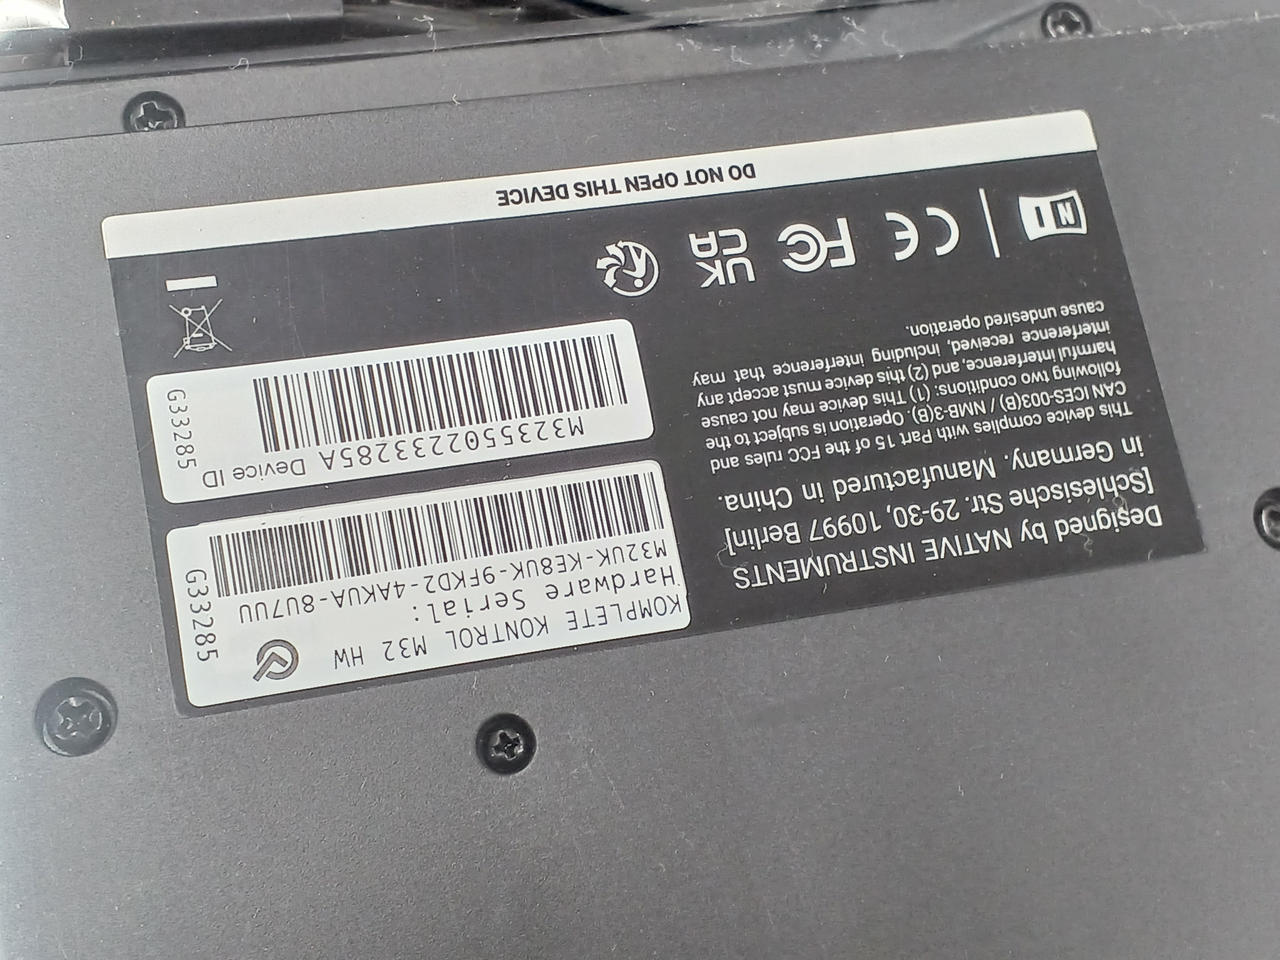 Designed by NATIVE INSTRUMENTS
[Schlesische Str. 29-30, 10997 Berlin]
in Germany. Manufactured in China.
This device complies with Part 15 of the FCC rules and
CAN ICES-003(B) / NMB-3(B). Operation is subject to the
following two conditions: (1) This device may not cause
harmful interference, and (2) this device must accept any
interference received, including interference that may
cause undesired operation.
NI
CE
FC
UK
CA
KOMPLETE KONTROL M32 HW
Hardware Serial:
M32UK-KE8UK-9FKD2-4AKUA-8U7UU
G33285
M3235502233285A Device ID
G33285
DO NOT OPEN THIS DEVICE